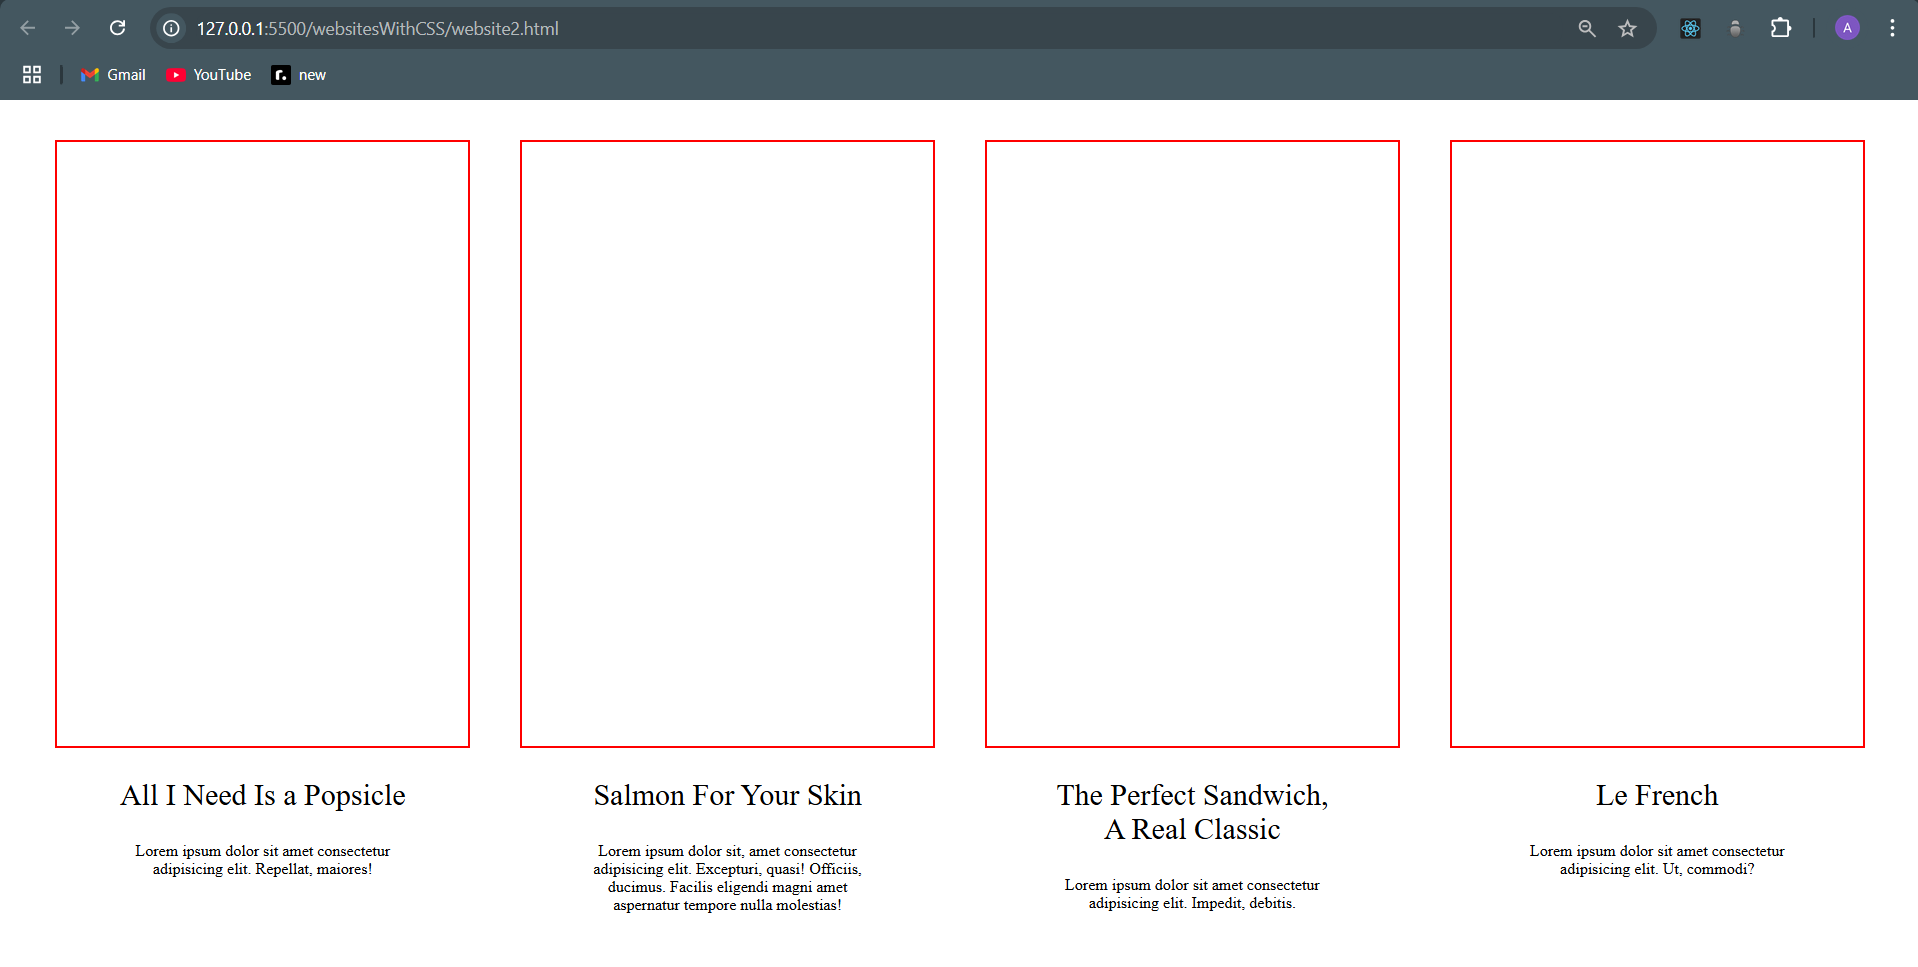 127.0.0.1:5500/websitesWithCSS/website2.html
A
Gmail
YouTube
r.
new
All I Need Is a Popsicle
Lorem ipsum dolor sit amet consectetur
adipisicing elit. Repellat, maiores!
Salmon For Your Skin
Lorem ipsum dolor sit, amet consectetur
adipisicing elit. Excepturi, quasi! Officiis,
ducimus. Facilis eligendi magni amet
aspernatur tempore nulla molestias!
The Perfect Sandwich,
A Real Classic
Lorem ipsum dolor sit amet consectetur
adipisicing elit. Impedit, debitis.
Le French
Lorem ipsum dolor sit amet consectetur
adipisicing elit. Ut, commodi?